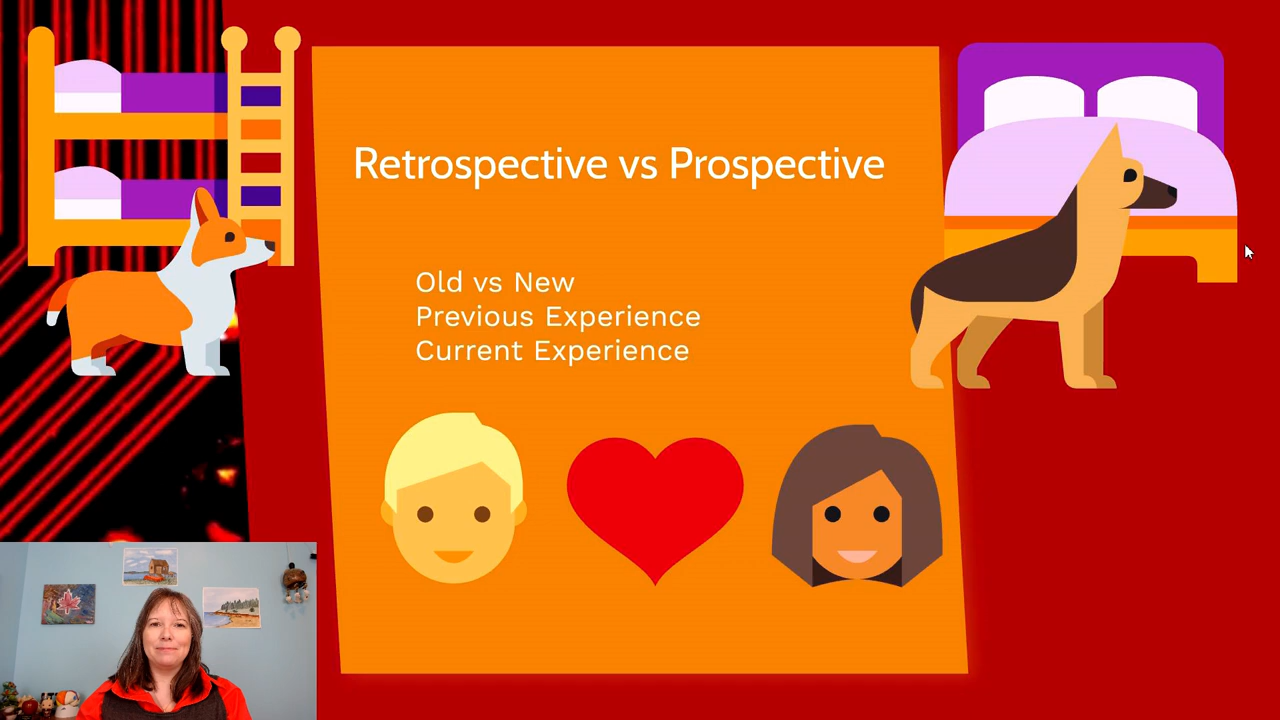 Retrospective vs Prospective
Old vs New
Previous Experience
Current Experience